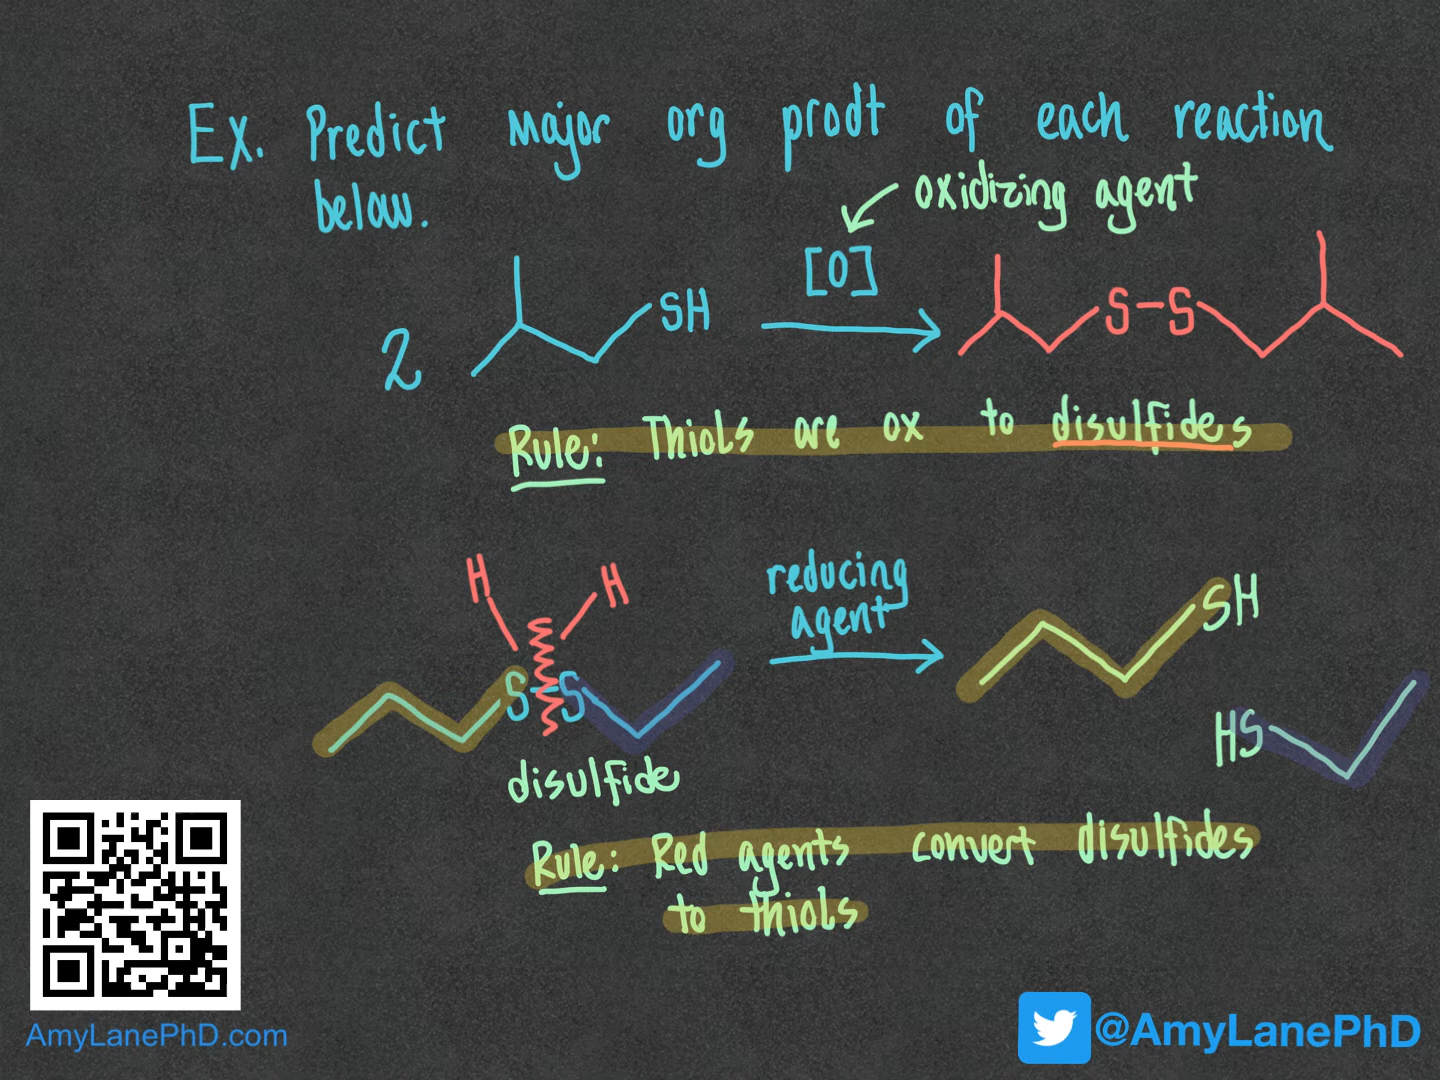 Ex. Predict major org prodt of each reaction
below.
oxidizing agent
[O]
2
SH
S-S
Rule: Thiols are ox to disulfides
H H
reducing
agent
S-S
SH
HS
disulfide
Rule: Red agents convert disulfides
to thiols
AmyLanePhD.com
@AmyLanePhD